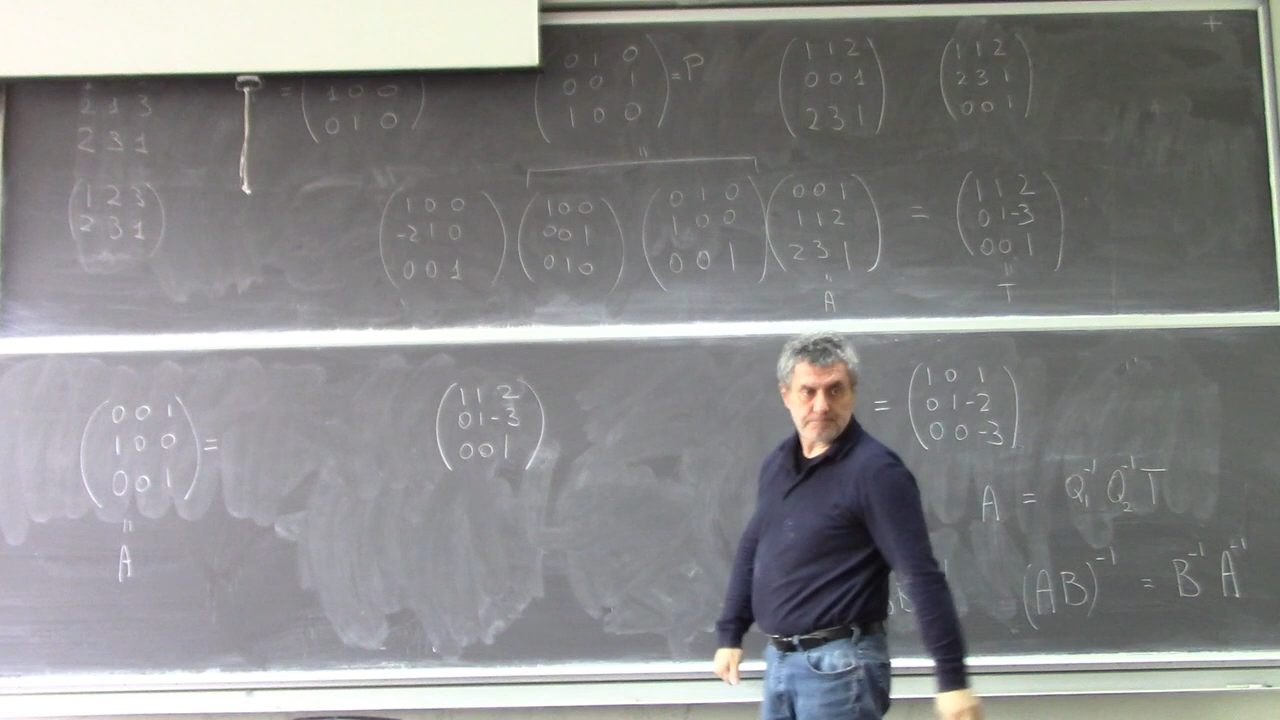 2 1 3
2 3 1
(1 2 3
2 3 1)
= (1 0 0
0 1 0)
(0 1 0
0 0 1
1 0 0) = P
(1 1 2
0 0 1
2 3 1)
(1 1 2
2 3 1
0 0 1)
"
(1 0 0
-2 1 0
0 0 1)
(1 0 0
0 0 1
0 1 0)
(0 1 0
1 0 0
0 0 1)
(0 0 1
1 1 2
2 3 1)
"
A
=
(1 1 2
0 1 -3
0 0 1)
"
T
(0 0 1
1 0 0
0 0 1) =
"
A
(1 1 2
0 1 -3
0 0 1)
= (1 0 1
0 1 -2
0 0 -3)
A = Q₁⁻¹ Q₂⁻¹ T
(AB)⁻¹ = B⁻¹ A⁻¹